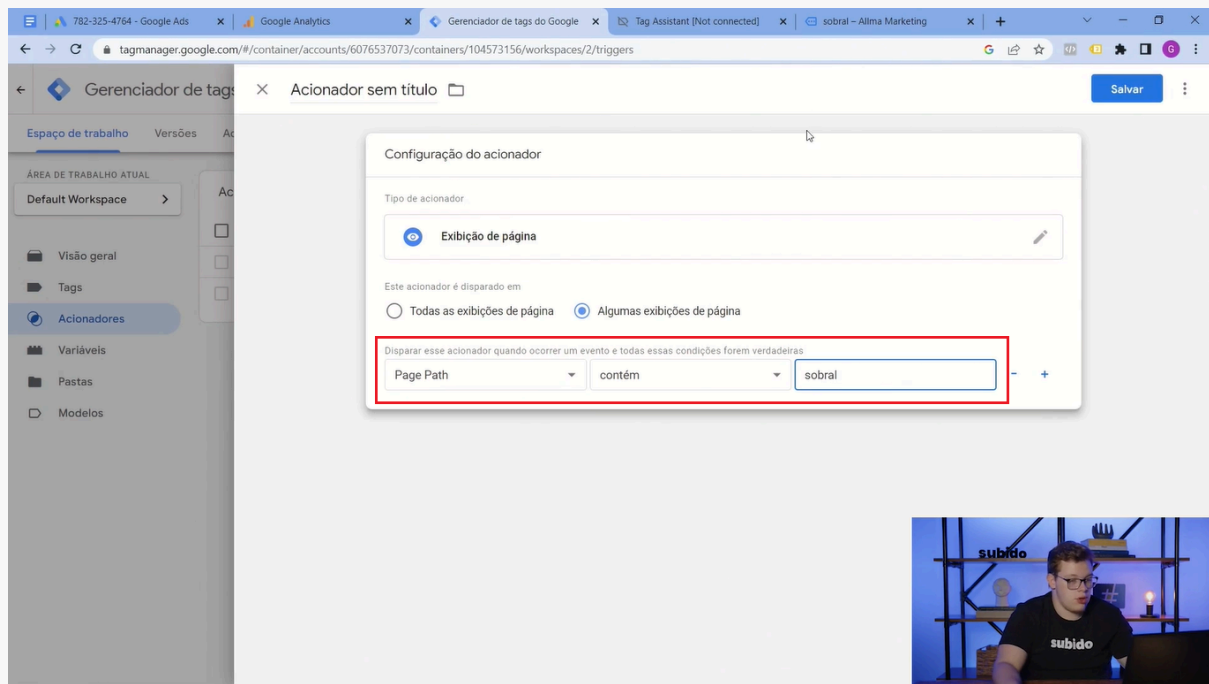 782-325-4764 - Google Ads
Google Analytics
Gerenciador de tags do Google
Tag Assistant [Not connected]
sobral – Allma Marketing
tagmanager.google.com/#/container/accounts/6076537073/containers/104573156/workspaces/2/triggers
G
Gerenciador de tags
Acionador sem título
Salvar
Espaço de trabalho
Versões
Configuração do acionador
ÁREA DE TRABALHO ATUAL
Default Workspace
Ac
Tipo de acionador
Exibição de página
Visão geral
Tags
Este acionador é disparado em
Todas as exibições de página
Algumas exibições de página
Acionadores
Variáveis
Disparar esse acionador quando ocorrer um evento e todas essas condições forem verdadeiras
Page Path
contém
sobral
- +
Pastas
Modelos
subido
#
subido